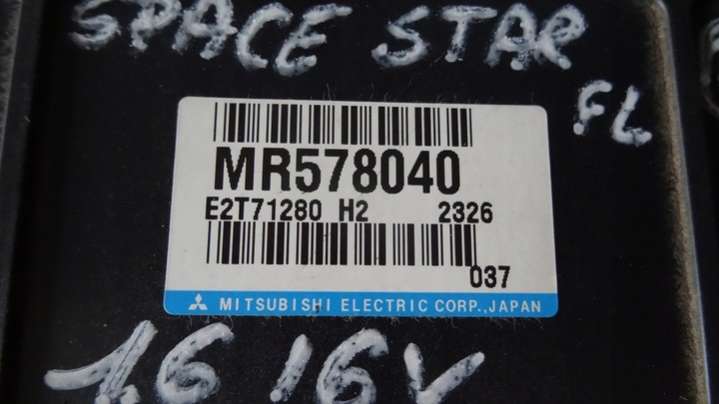 SPACE STAR
FL
MR578040
E2T71280 H2 2326
037
MITSUBISHI ELECTRIC CORP.,JAPAN
1.6 16V